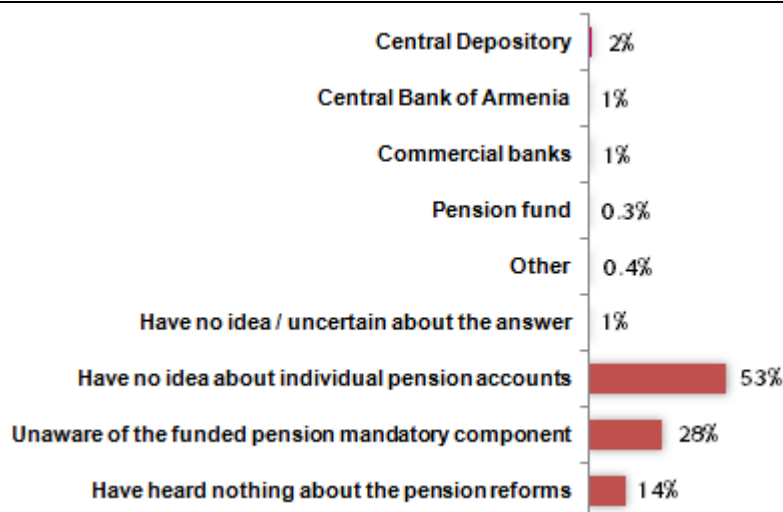 Central Depository 2%
Central Bank of Armenia 1%
Commercial banks 1%
Pension fund 0.3%
Other 0.4%
Have no idea / uncertain about the answer 1%
Have no idea about individual pension accounts 53%
Unaware of the funded pension mandatory component 28%
Have heard nothing about the pension reforms 14%